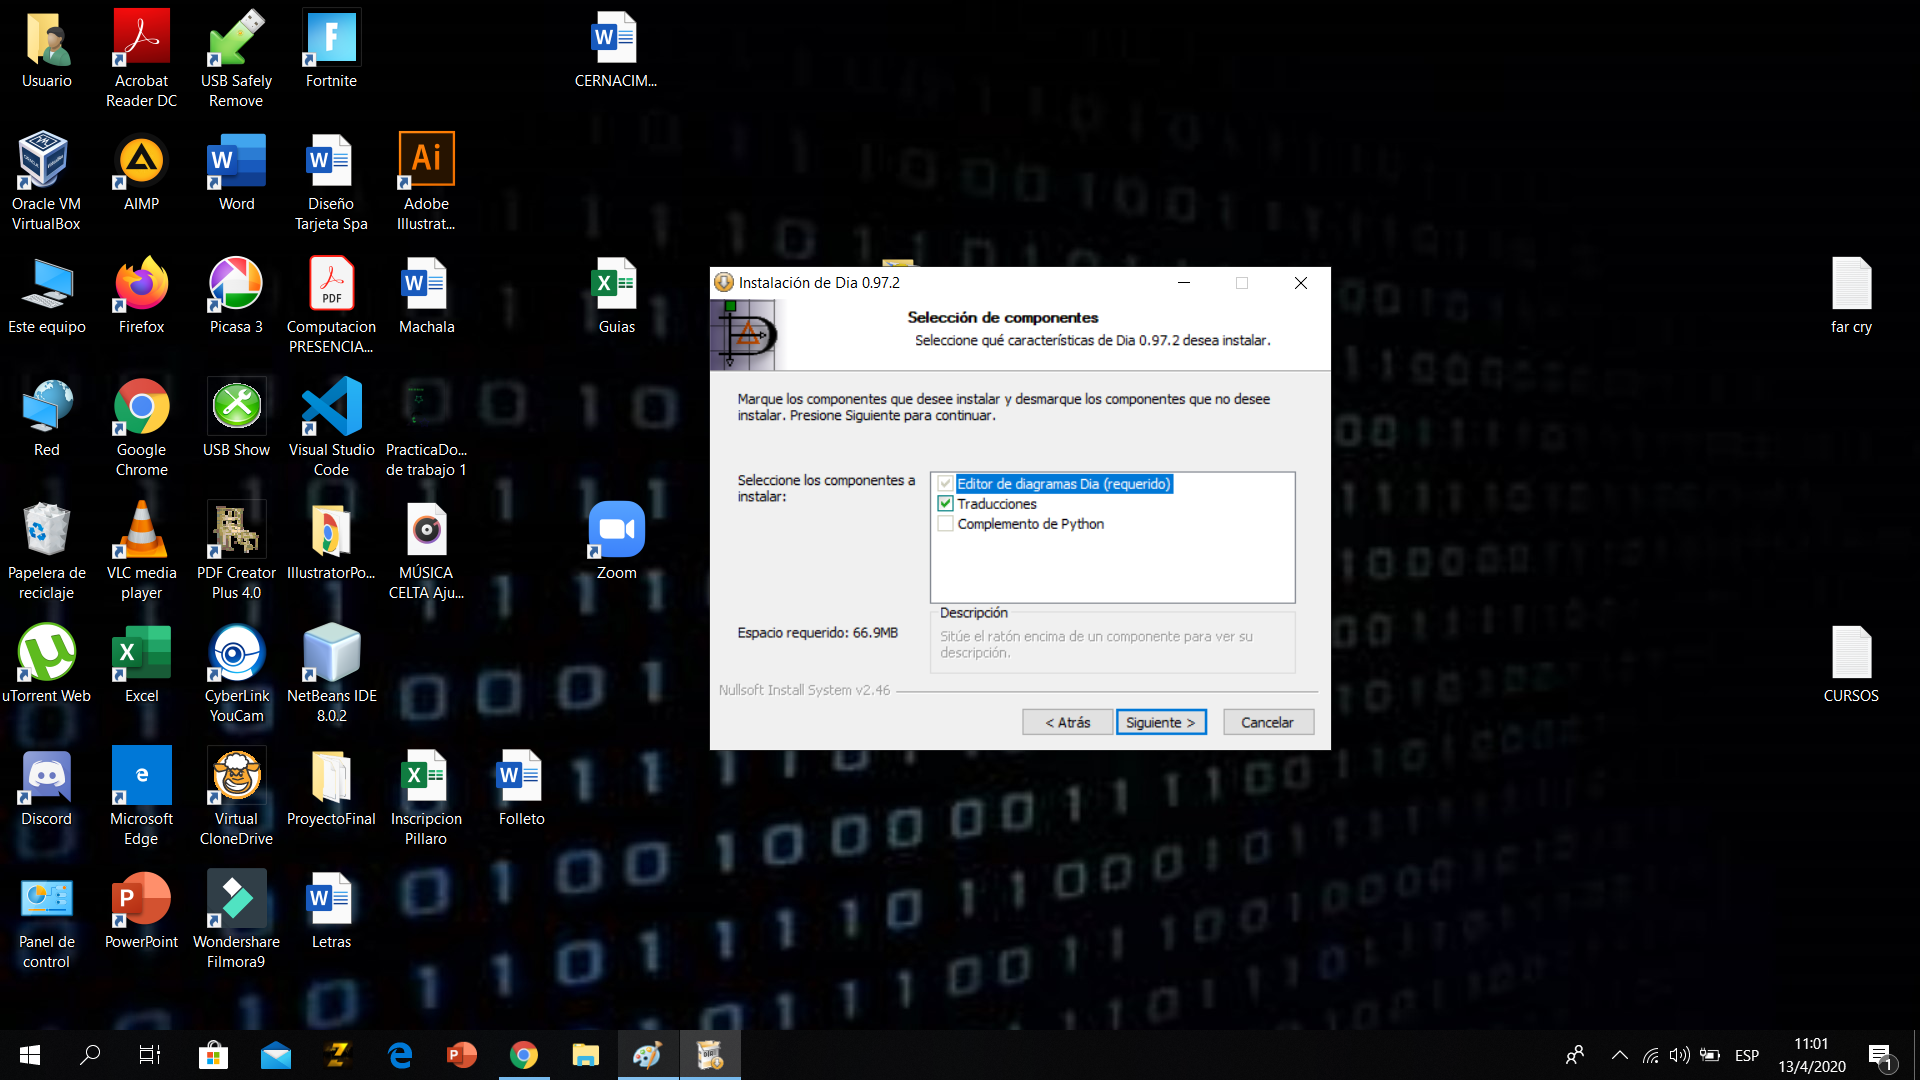 Usuario
Acrobat
Reader DC
USB Safely
Remove
Fortnite
CERNACIM...
Oracle VM
VirtualBox
AIMP
Word
Diseño
Tarjeta Spa
Adobe
Illustrat...
Este equipo
Firefox
Picasa 3
Computacion
PRESENCIA...
Machala
Guias
far cry
Red
Google
Chrome
USB Show
Visual Studio
Code
PracticaDo...
de trabajo 1
Papelera de
reciclaje
VLC media
player
PDF Creator
Plus 4.0
IllustratorPo...
MÚSICA
CELTA Aju...
Zoom
uTorrent Web
Excel
CyberLink
YouCam
NetBeans IDE
8.0.2
CURSOS
Discord
Microsoft
Edge
Virtual
CloneDrive
ProyectoFinal
Inscripcion
Pillaro
Folleto
Panel de
control
PowerPoint
Wondershare
Filmora9
Letras
Instalación de Dia 0.97.2
Selección de componentes
Seleccione qué características de Dia 0.97.2 desea instalar.
Marque los componentes que desee instalar y desmarque los componentes que no desee
instalar. Presione Siguiente para continuar.
Seleccione los componentes a
instalar:
Editor de diagramas Dia (requerido)
Traducciones
Complemento de Python
Espacio requerido: 66.9MB
Descripción
Sitúe el ratón encima de un componente para ver su
descripción.
Nullsoft Install System v2.46
< Atrás
Siguiente >
Cancelar
ESP
11:01
13/4/2020
1